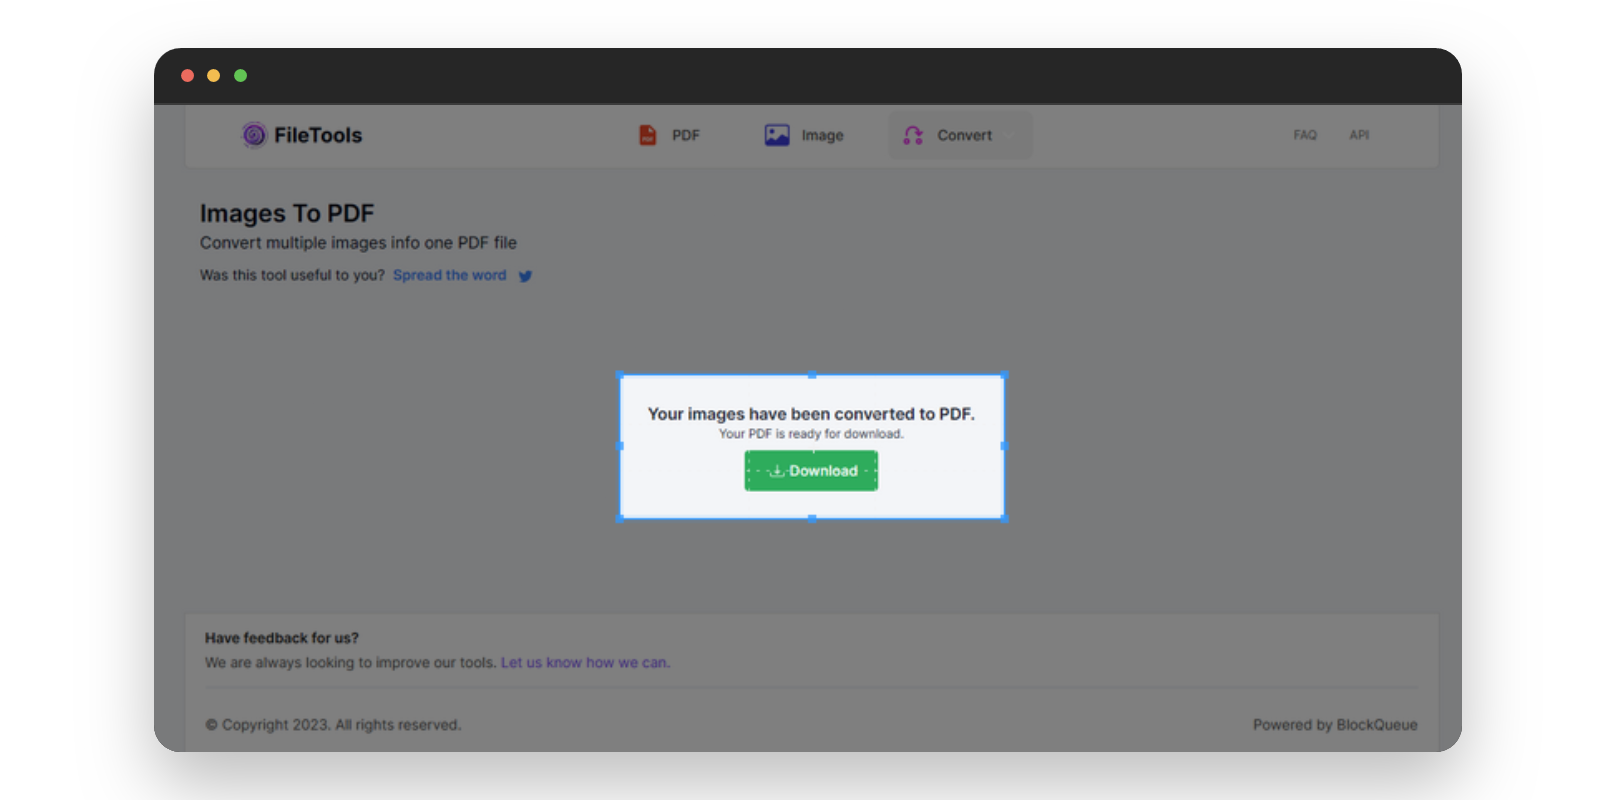 FileTools
PDF
Image
Convert
FAQ
API
Images To PDF
Convert multiple images info one PDF file
Was this tool useful to you? Spread the word
Your images have been converted to PDF.
Your PDF is ready for download.
Download
Have feedback for us?
We are always looking to improve our tools. Let us know how we can.
© Copyright 2023. All rights reserved.
Powered by BlockQueue